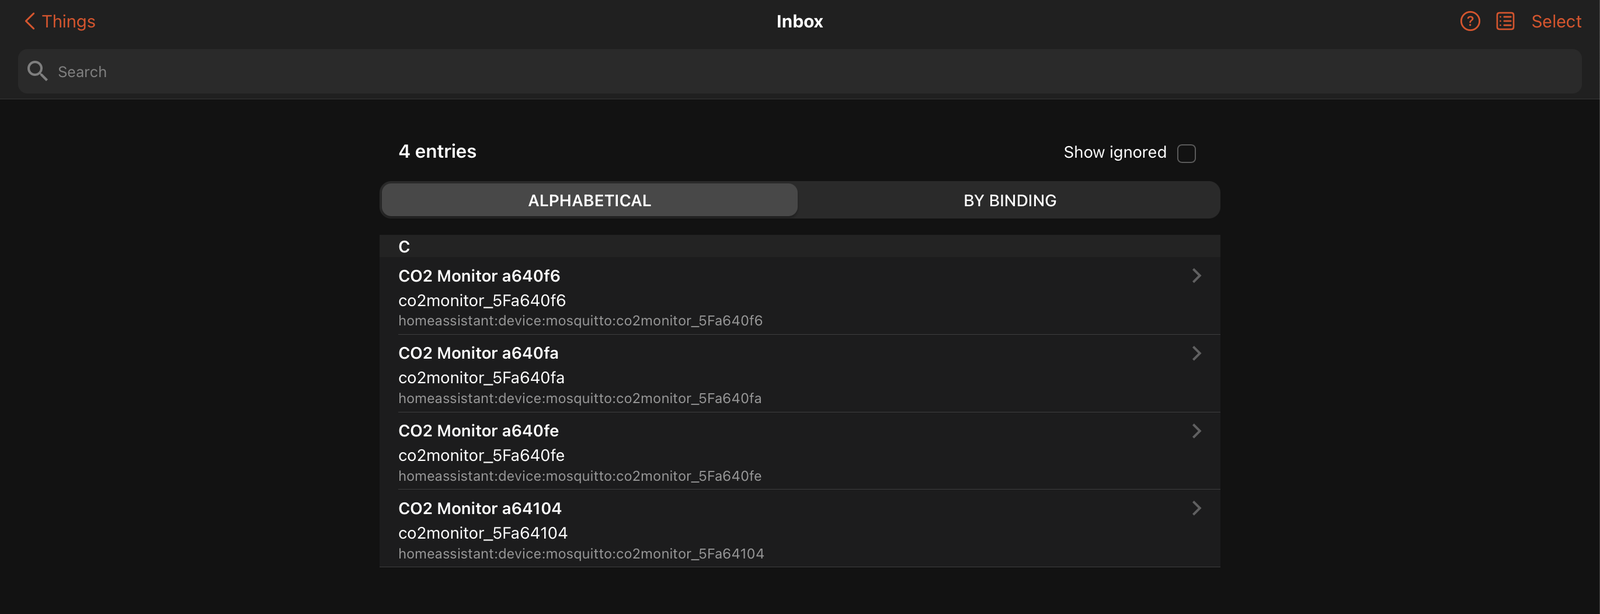 Things
Inbox
Select
Search
4 entries
Show ignored
ALPHABETICAL
BY BINDING
C
CO2 Monitor a640f6
co2monitor_5Fa640f6
homeassistant:device:mosquitto:co2monitor_5Fa640f6
CO2 Monitor a640fa
co2monitor_5Fa640fa
homeassistant:device:mosquitto:co2monitor_5Fa640fa
CO2 Monitor a640fe
co2monitor_5Fa640fe
homeassistant:device:mosquitto:co2monitor_5Fa640fe
CO2 Monitor a64104
co2monitor_5Fa64104
homeassistant:device:mosquitto:co2monitor_5Fa64104